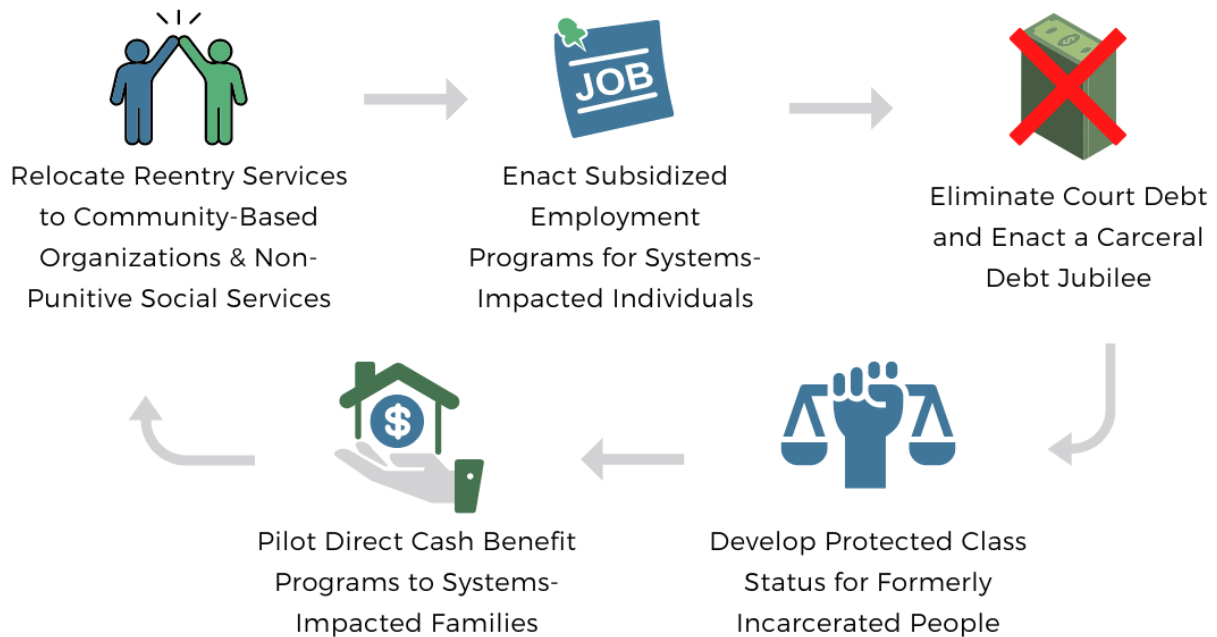 Relocate Reentry Services
to Community-Based
Organizations & Non-
Punitive Social Services
JOB
Enact Subsidized
Employment
Programs for Systems-
Impacted Individuals
$
Eliminate Court Debt
and Enact a Carceral
Debt Jubilee
$
Pilot Direct Cash Benefit
Programs to Systems-
Impacted Families
Develop Protected Class
Status for Formerly
Incarcerated People